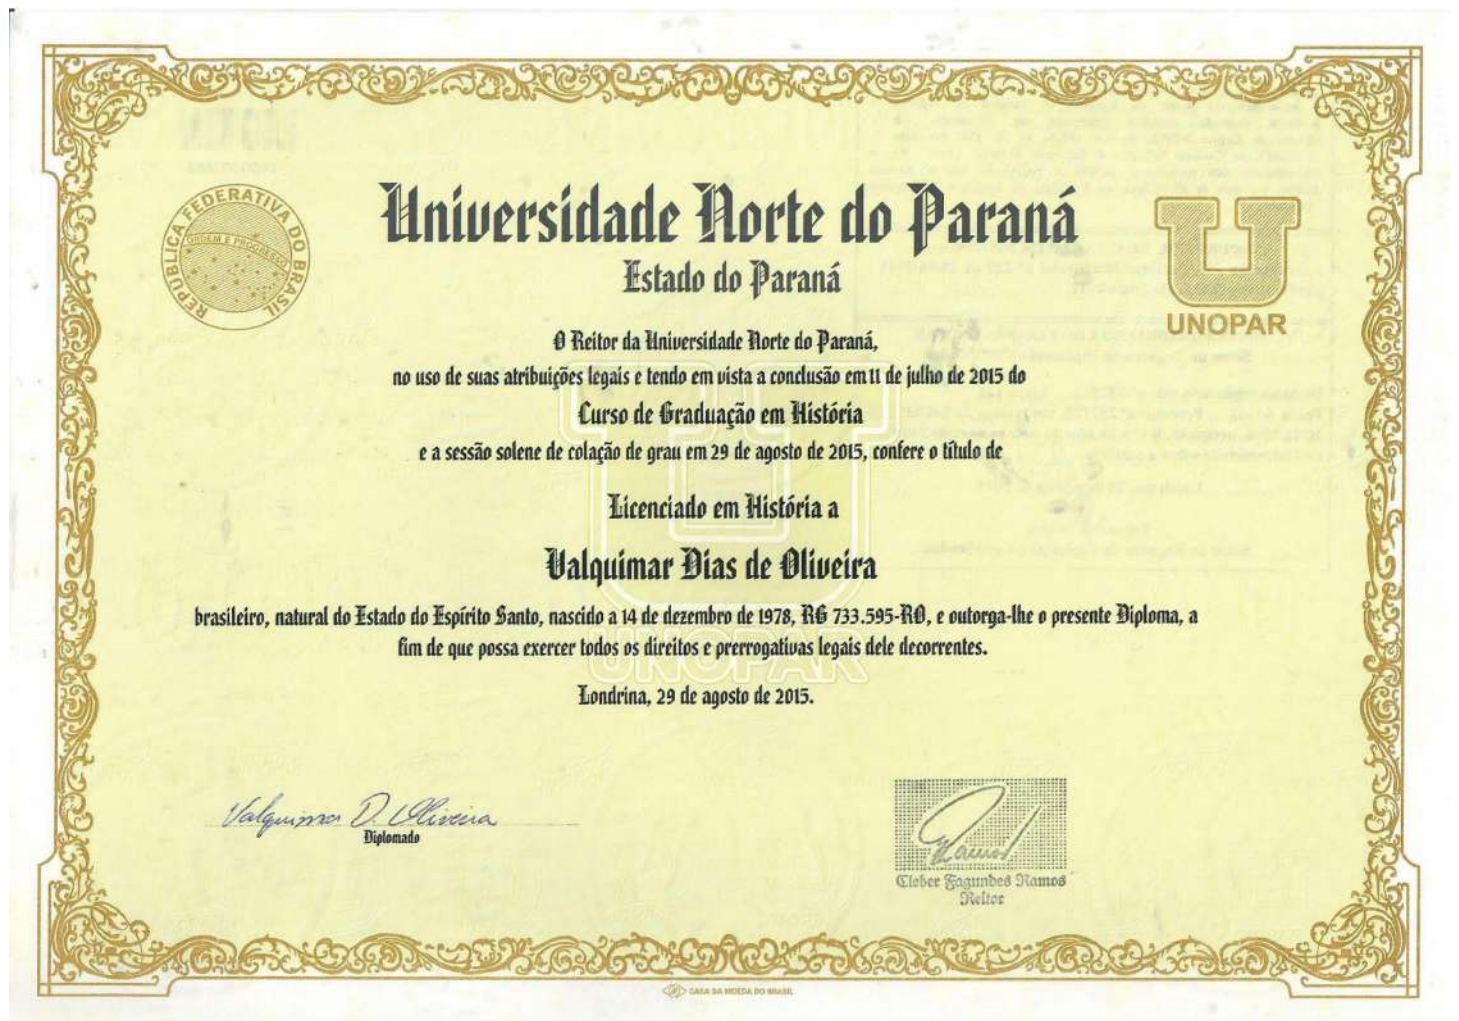 Universidade Norte do Paraná
Estado do Paraná
REPÚBLICA FEDERATIVA DO BRASIL
ORDEM E PROGRESSO
UNOPAR
O Reitor da Universidade Norte do Paraná,
no uso de suas atribuições legais e tendo em vista a conclusão em 11 de julho de 2015 do
Curso de Graduação em História
e a sessão solene de colação de grau em 29 de agosto de 2015, confere o título de
Licenciado em História a
Valquimar Dias de Oliveira
brasileiro, natural do Estado do Espírito Santo, nascido a 14 de dezembro de 1978, RG 733.595-RO, e outorga-lhe o presente Diploma, a
fim de que possa exercer todos os direitos e prerrogativas legais dele decorrentes.
UNOPAR
Londrina, 29 de agosto de 2015.
Valquimar D. Oliveira
Diplomado
Ramos
Cleber Fagundes Ramos
Reitor
CASA DA MOEDA DO BRASIL